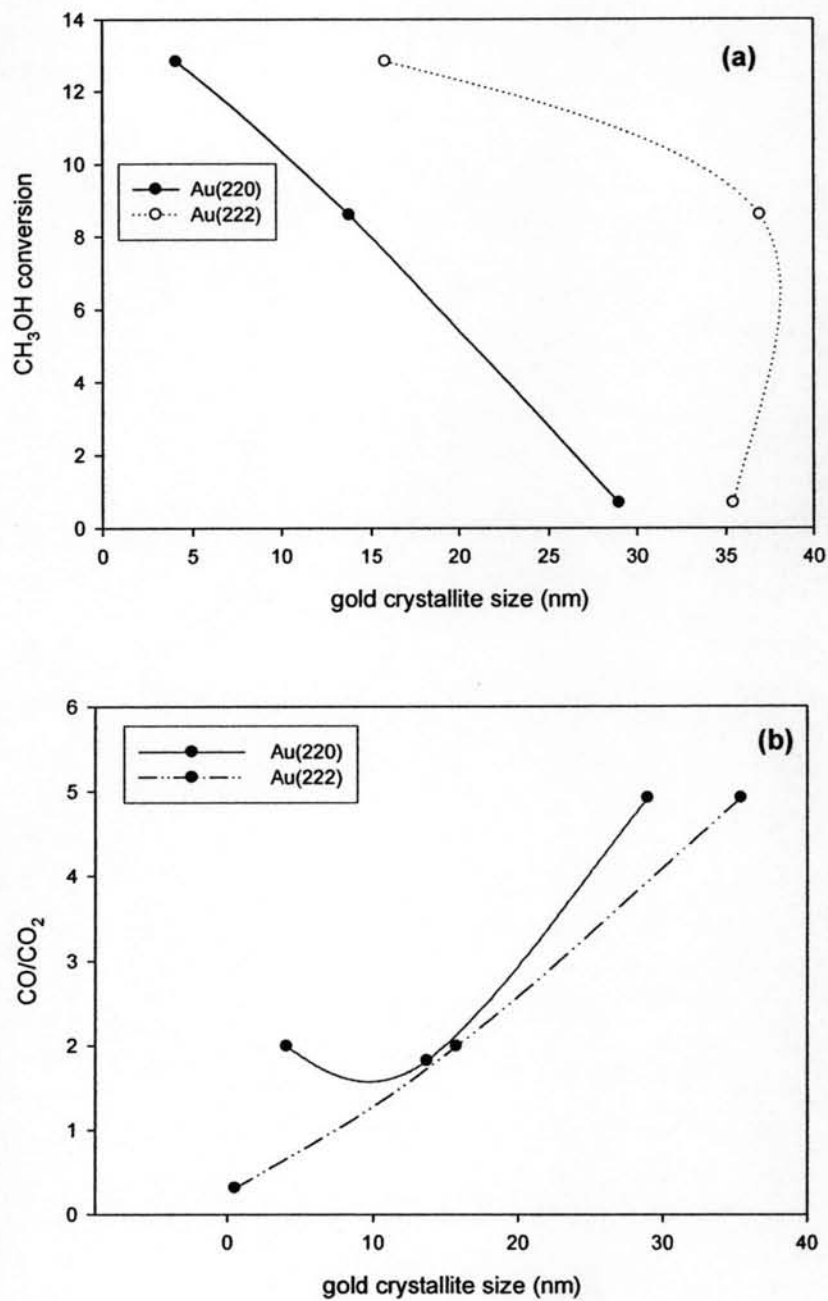 (a)
14
12
10
8
6
4
2
0
CH₃OH conversion
Au(220)
Au(222)
0 5 10 15 20 25 30 35 40
gold crystallite size (nm)
(b)
6
5
4
3
2
1
0
CO/CO₂
Au(220)
Au(222)
0 10 20 30 40
gold crystallite size (nm)